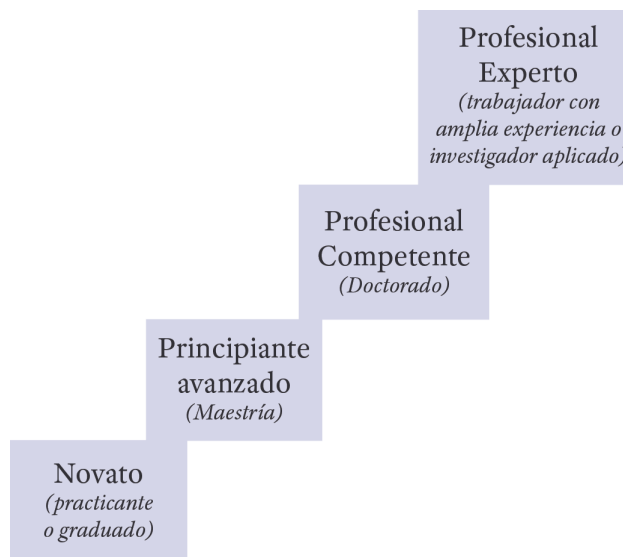 Profesional
Experto
(trabajador con
amplia experiencia o
investigador aplicado)
Profesional
Competente
(Doctorado)
Principiante
avanzado
(Maestría)
Novato
(practicante
o graduado)